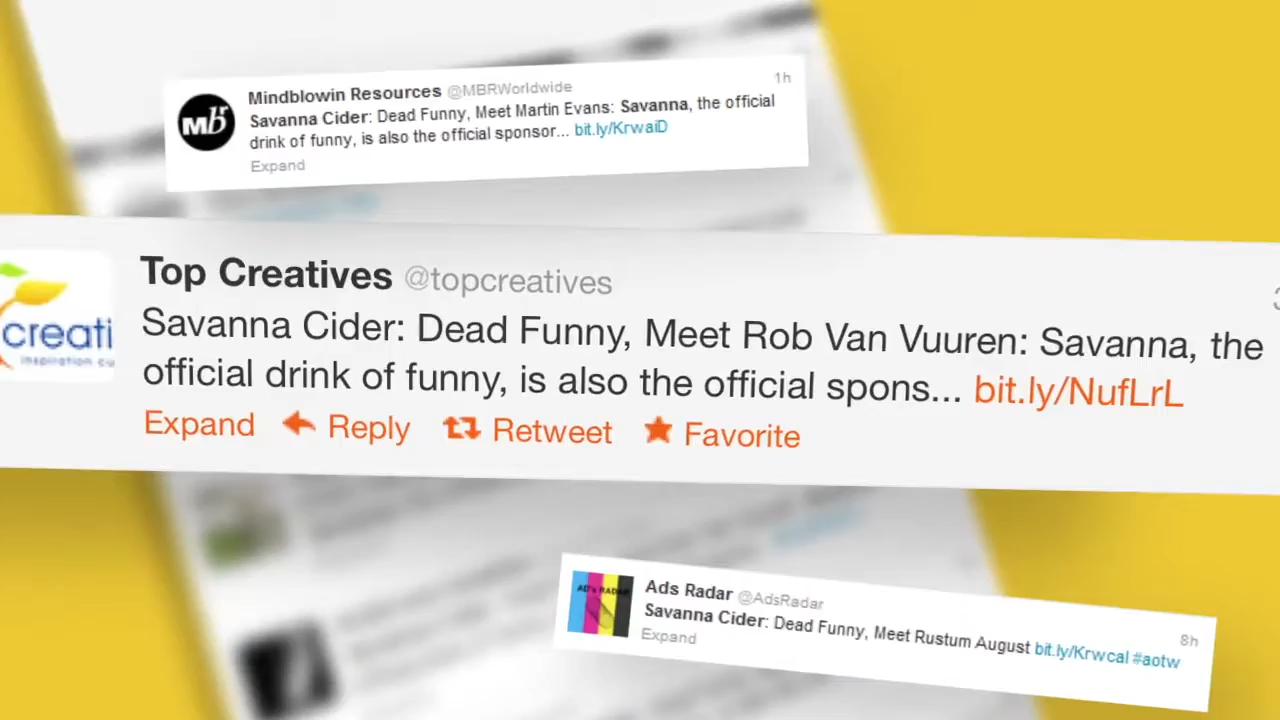 Mindblowin Resources @MBRWorldwide 1h
Savanna Cider: Dead Funny, Meet Martin Evans: Savanna, the official
drink of funny, is also the official sponsor... bit.ly/KrwaiD
Expand
MBr
Top Creatives @topcreatives
Savanna Cider: Dead Funny, Meet Rob Van Vuuren: Savanna, the
official drink of funny, is also the official spons... bit.ly/NufLrL
Expand Reply Retweet Favorite
creati
inspiration cu
Ads Radar @AdsRadar 8h
Savanna Cider: Dead Funny, Meet Rustum August bit.ly/Krwcal #aotw
Expand
AD's RADAR